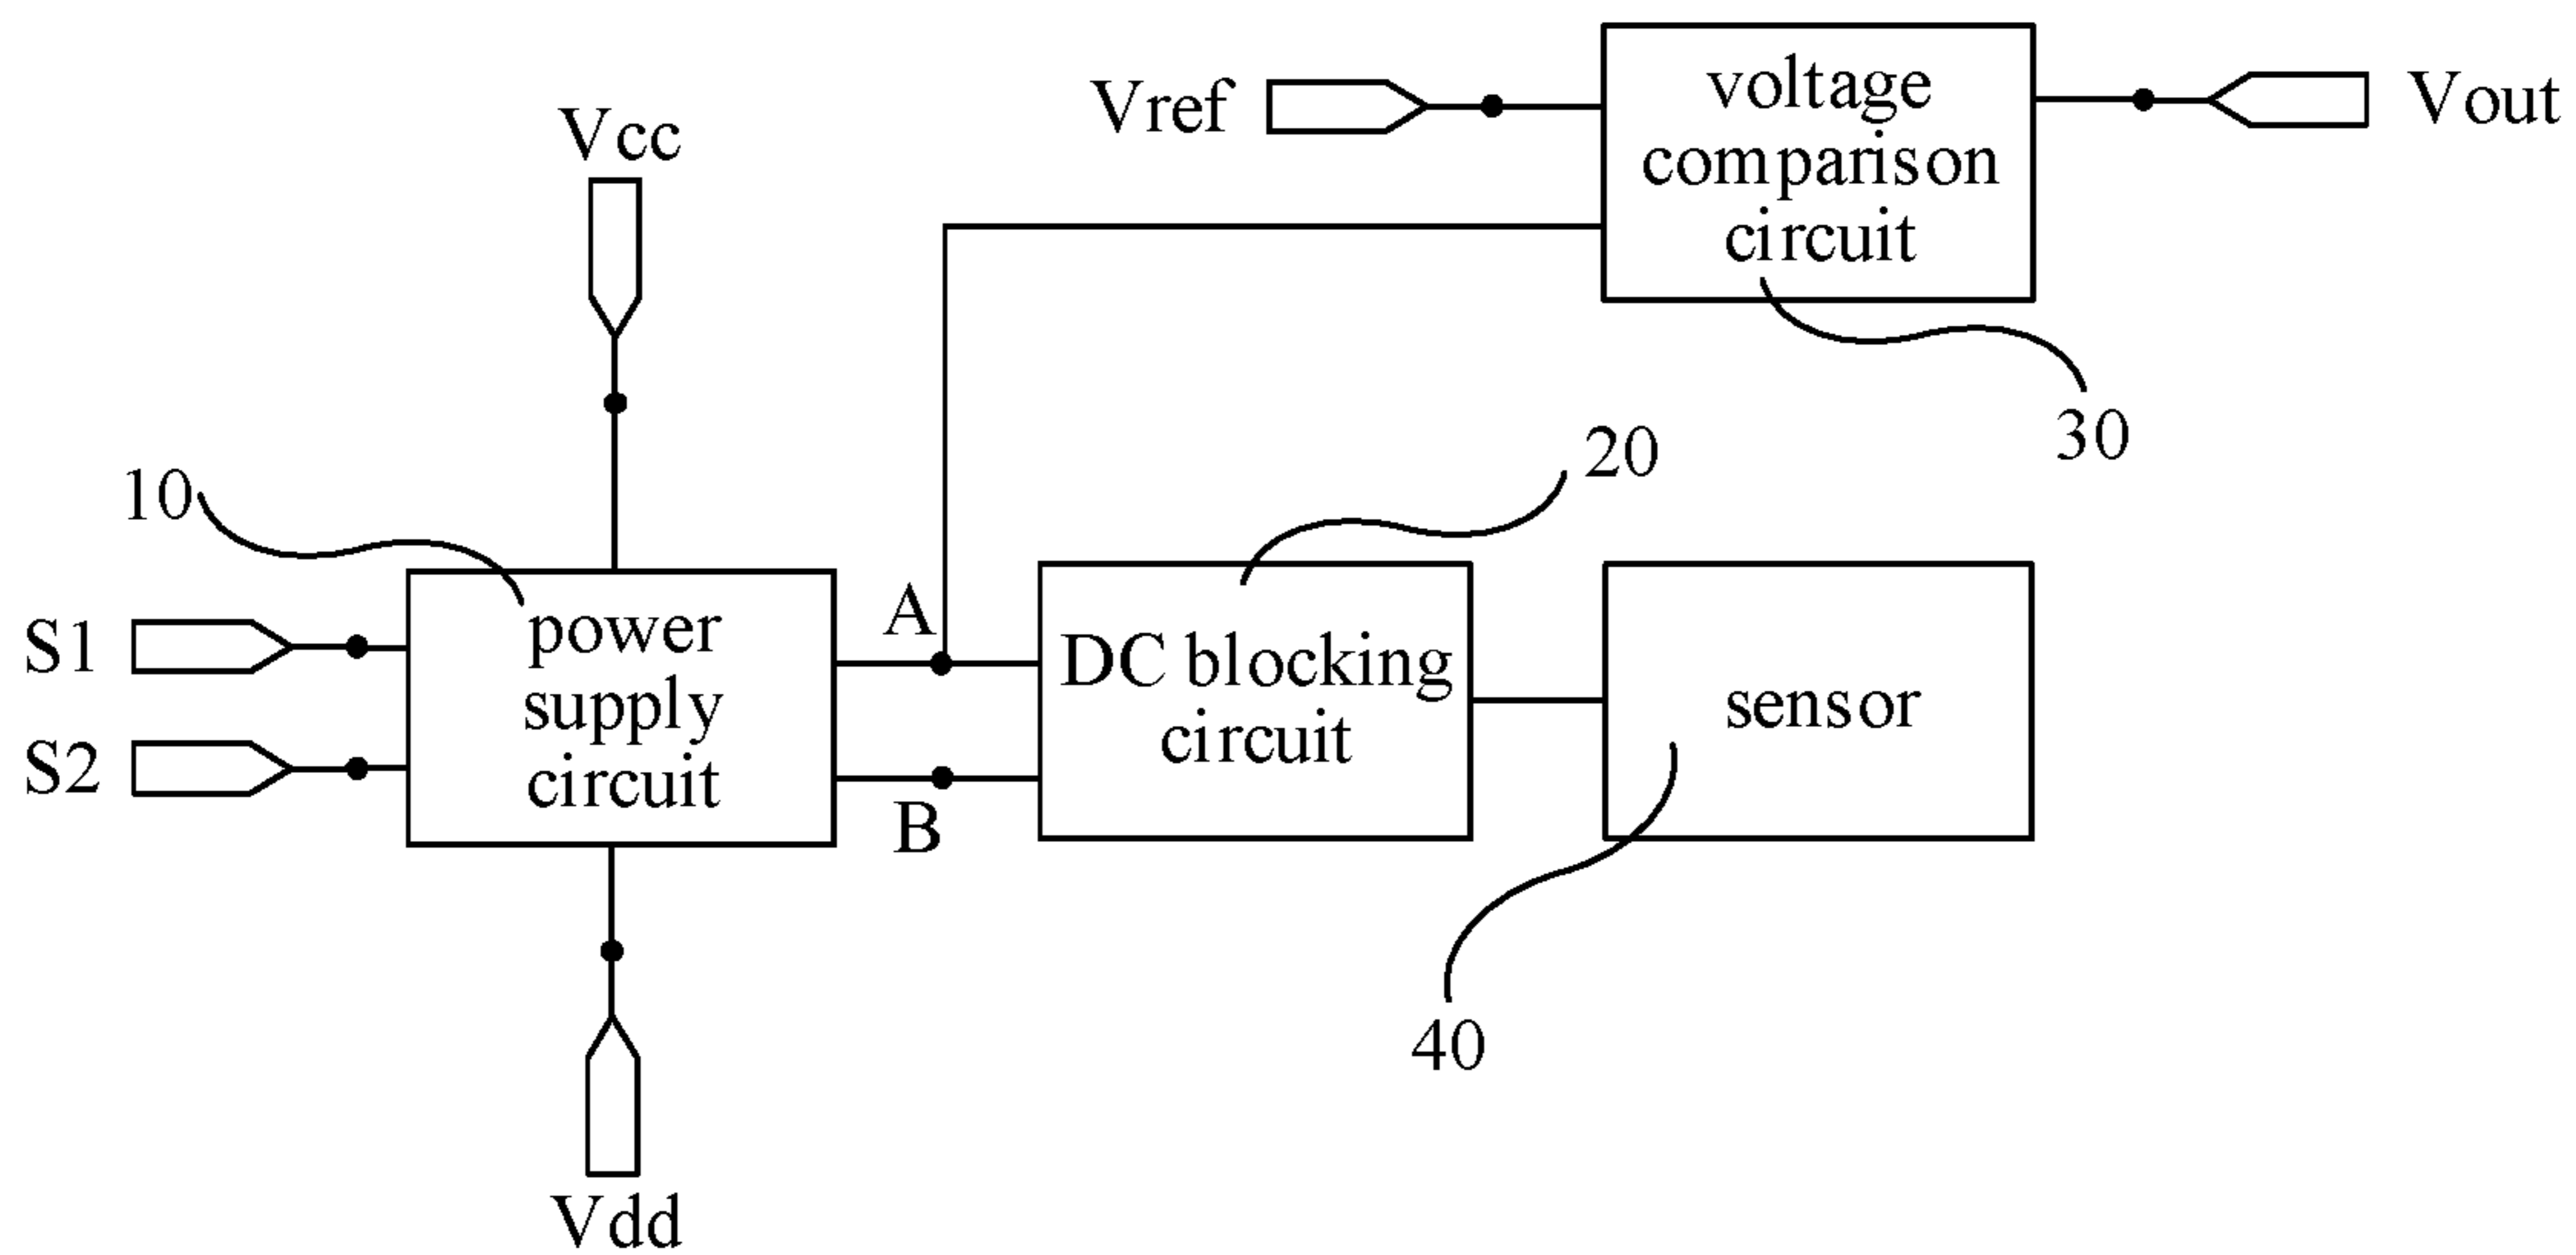 Vref
voltage
comparison
circuit
Vout
Vcc
30
20
10
S1
S2
power
supply
circuit
A
B
DC blocking
circuit
sensor
40
Vdd